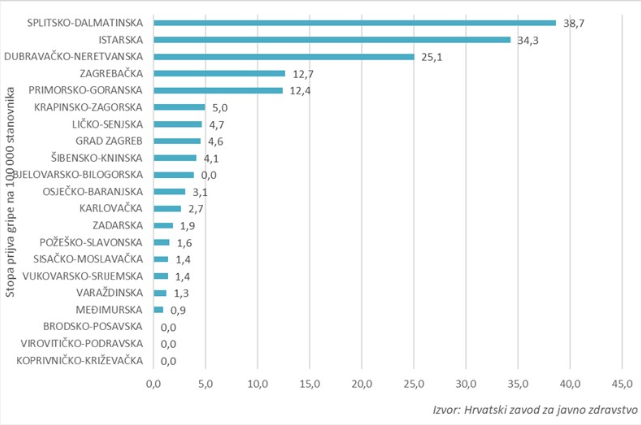 Stopa prijva gripe na 100 000 stanovnika
SPLITSKO-DALMATINSKA 38,7
ISTARSKA 34,3
DUBRAVAČKO-NERETVANSKA 25,1
ZAGREBAČKA 12,7
PRIMORSKO-GORANSKA 12,4
KRAPINSKO-ZAGORSKA 5,0
LIČKO-SENJSKA 4,7
GRAD ZAGREB 4,6
ŠIBENSKO-KNINSKA 4,1
BJELOVARSKO-BILOGORSKA 0,0
OSJEČKO-BARANJSKA 3,1
KARLOVAČKA 2,7
ZADARSKA 1,9
POŽEŠKO-SLAVONSKA 1,6
SISAČKO-MOSLAVAČKA 1,4
VUKOVARSKO-SRIJEMSKA 1,4
VARAŽDINSKA 1,3
MEĐIMURSKA 0,9
BRODSKO-POSAVSKA 0,0
VIROVITIČKO-PODRAVSKA 0,0
KOPRIVNIČKO-KRIŽEVAČKA 0,0
0,0 5,0 10,0 15,0 20,0 25,0 30,0 35,0 40,0 45,0
Izvor: Hrvatski zavod za javno zdravstvo